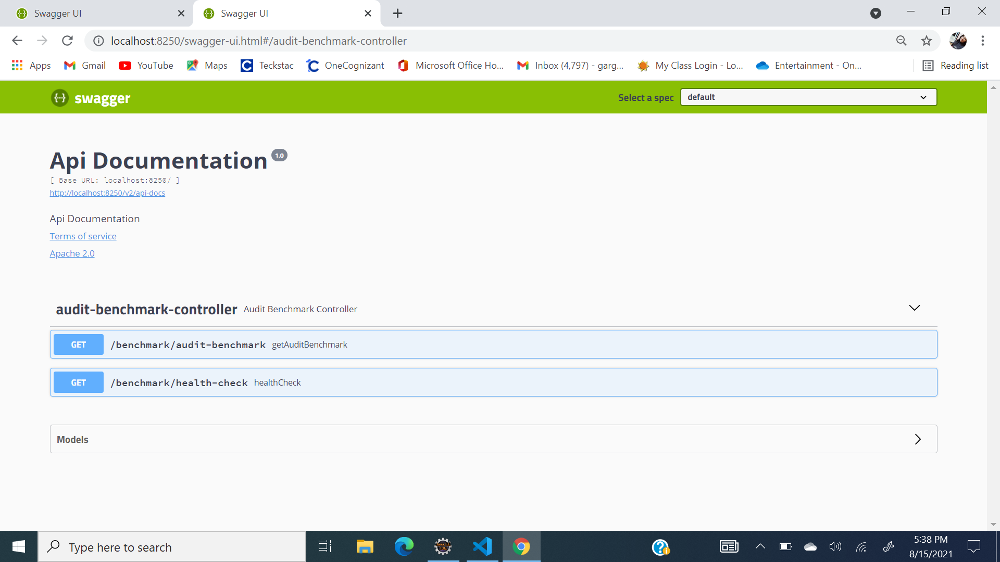 Swagger UI
Swagger UI
localhost:8250/swagger-ui.html#/audit-benchmark-controller
Apps
Gmail
YouTube
Maps
Teckstac
OneCognizant
Microsoft Office Ho...
Inbox (4,797) - garg...
My Class Login - Lo...
Entertainment - On...
Reading list
swagger
Select a spec
default
Api Documentation 1.0
[ Base URL: localhost:8250/ ]
http://localhost:8250/v2/api-docs
Api Documentation
Terms of service
Apache 2.0
audit-benchmark-controller Audit Benchmark Controller
GET /benchmark/audit-benchmark getAuditBenchmark
GET /benchmark/health-check healthCheck
Models
Type here to search
5:38 PM
8/15/2021